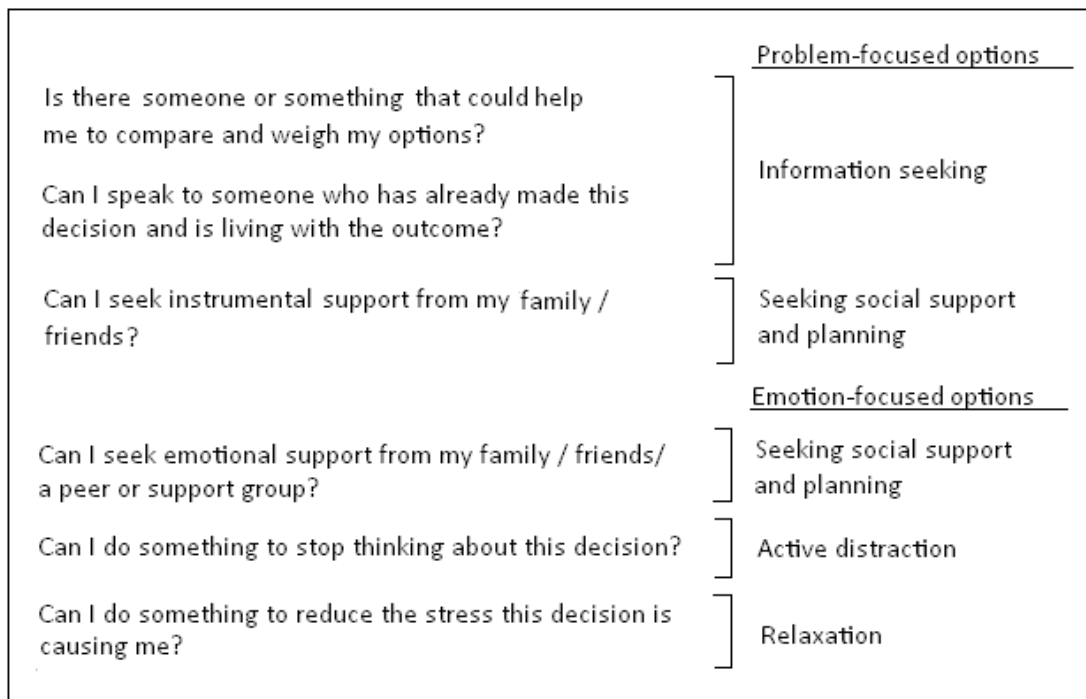 Problem-focused options
Is there someone or something that could help
me to compare and weigh my options?
Information seeking
Can I speak to someone who has already made this
decision and is living with the outcome?
Can I seek instrumental support from my family /
friends?
Seeking social support
and planning
Emotion-focused options
Can I seek emotional support from my family / friends/
a peer or support group?
Seeking social support
and planning
Can I do something to stop thinking about this decision?
Active distraction
Can I do something to reduce the stress this decision is
causing me?
Relaxation